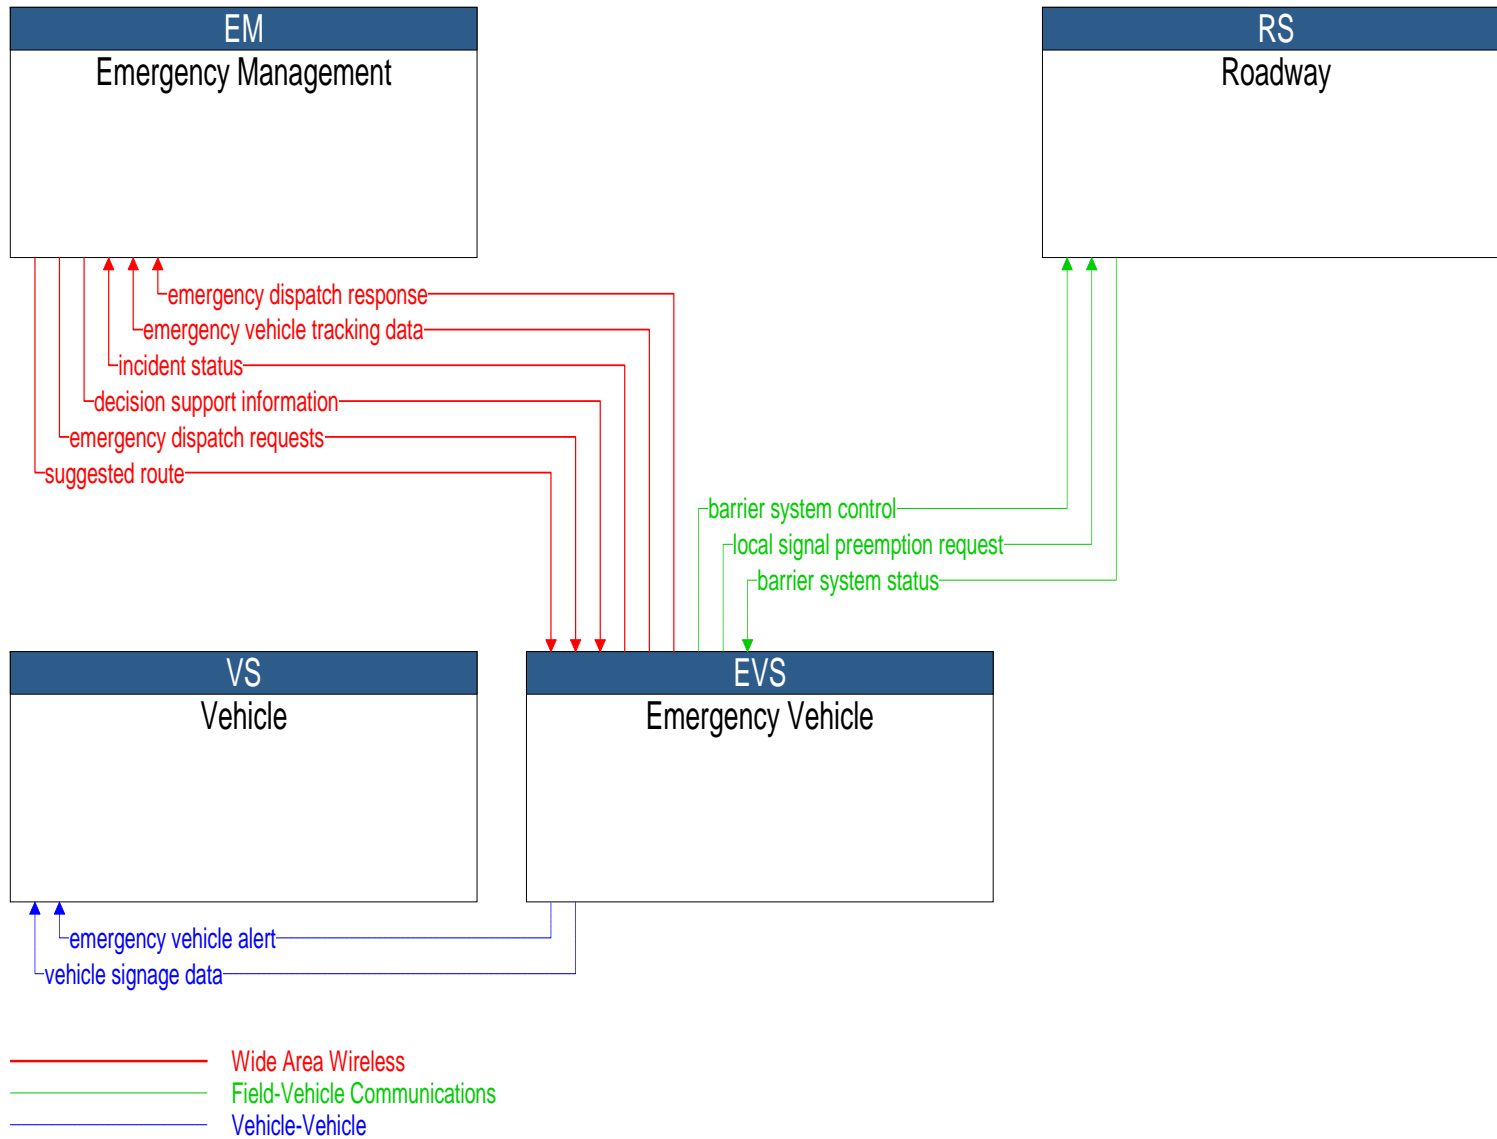 EM
Emergency Management
RS
Roadway
emergency dispatch response
emergency vehicle tracking data
incident status
decision support information
emergency dispatch requests
suggested route
barrier system control
local signal preemption request
barrier system status
VS
Vehicle
EVS
Emergency Vehicle
emergency vehicle alert
vehicle signage data
Wide Area Wireless
Field-Vehicle Communications
Vehicle-Vehicle